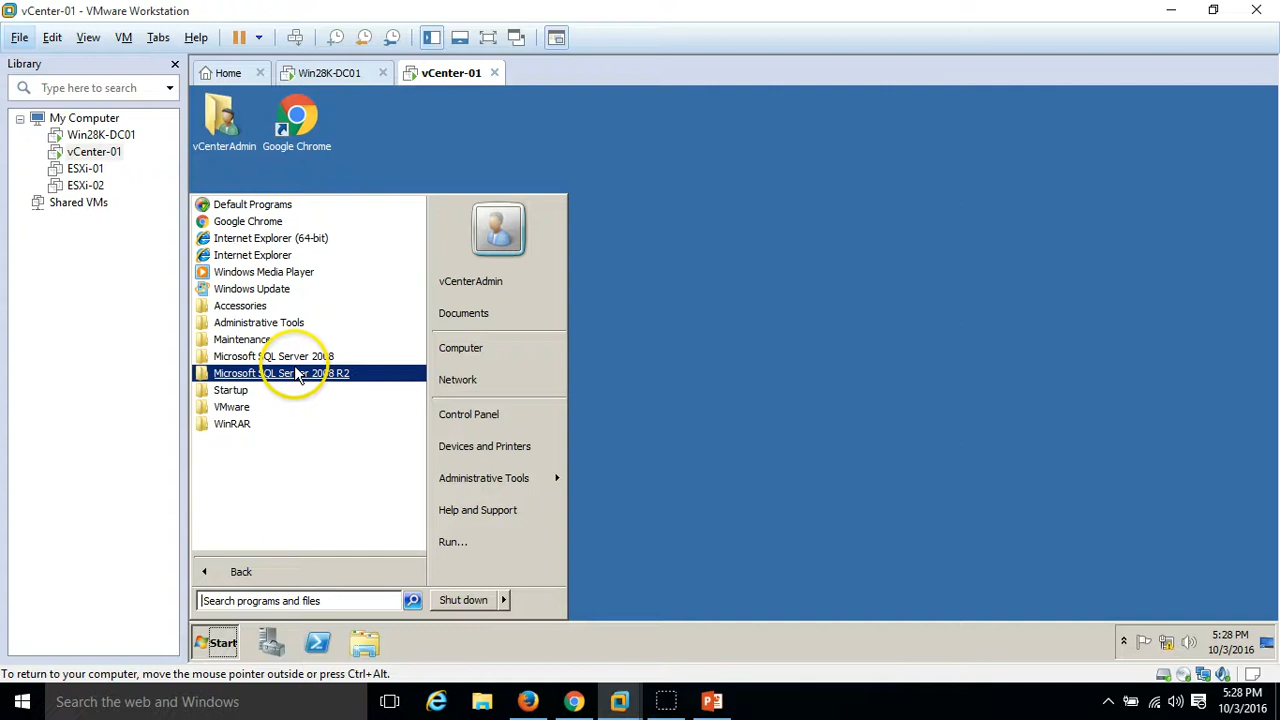 vCenter-01 - VMware Workstation
File Edit View VM Tabs Help
Library
Type here to search
My Computer
Win28K-DC01
vCenter-01
ESXi-01
ESXi-02
Shared VMs
Home
Win28K-DC01
vCenter-01
vCenterAdmin
Google Chrome
Default Programs
Google Chrome
Internet Explorer (64-bit)
Internet Explorer
Windows Media Player
Windows Update
Accessories
Administrative Tools
Maintenance
Microsoft SQL Server 2008
Microsoft SQL Server 2008 R2
Startup
VMware
WinRAR
Back
Search programs and files
vCenterAdmin
Documents
Computer
Network
Control Panel
Devices and Printers
Administrative Tools
Help and Support
Run...
Shut down
Start
5:28 PM
10/3/2016
To return to your computer, move the mouse pointer outside or press Ctrl+Alt.
Search the web and Windows
5:28 PM
10/3/2016